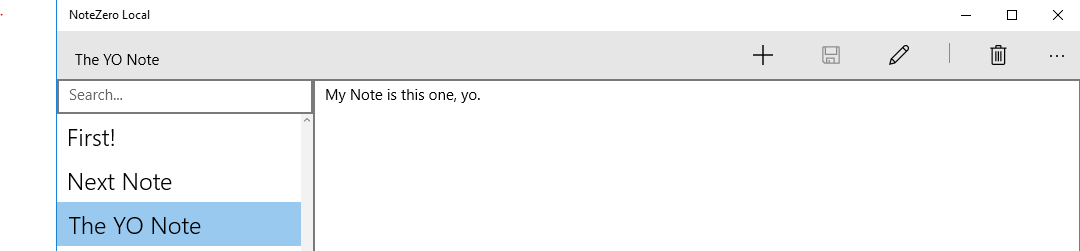 NoteZero Local
The YO Note
Search...
My Note is this one, yo.
First!
Next Note
The YO Note